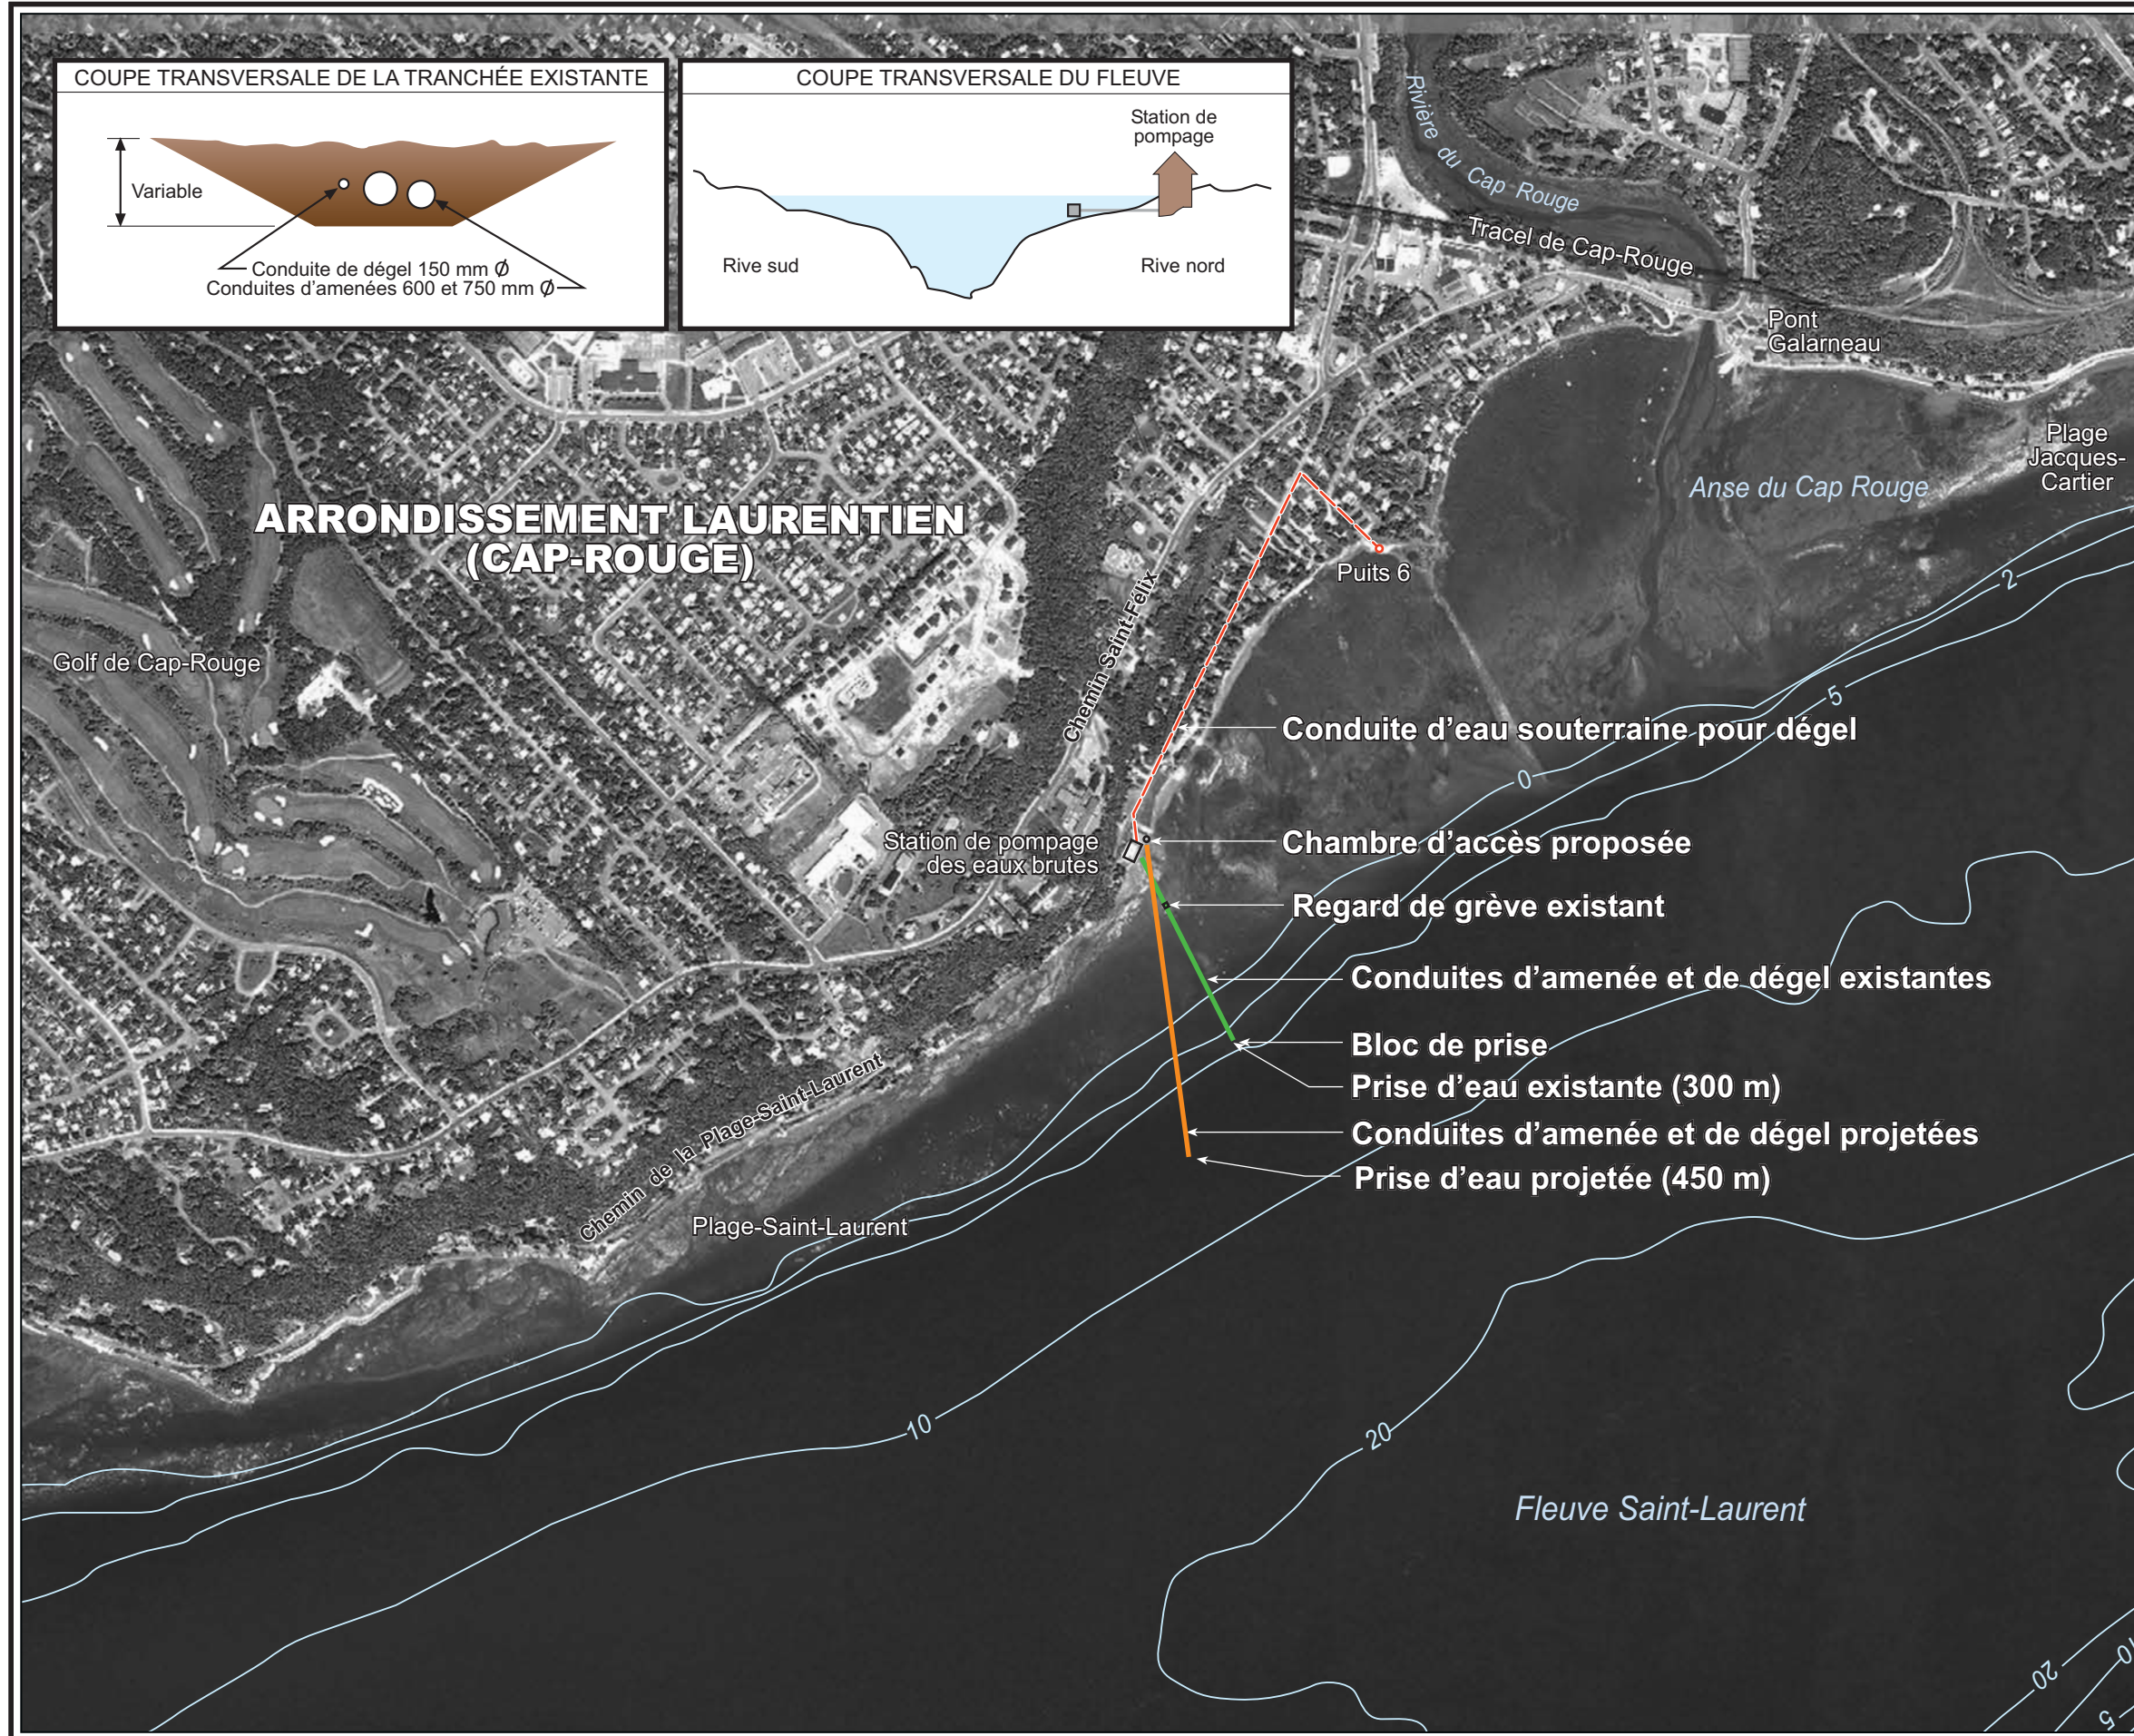 COUPE TRANSVERSALE DE LA TRANCHÉE EXISTANTE
Variable
Conduite de dégel 150 mm Ø
Conduites d'amenées 600 et 750 mm Ø
COUPE TRANSVERSALE DU FLEUVE
Station de
pompage
Rive sud
Rive nord
Rivière du Cap Rouge
Tracel de Cap-Rouge
Pont
Galarneau
Plage
Jacques-
Cartier
Anse du Cap Rouge
ARRONDISSEMENT LAURENTIEN
(CAP-ROUGE)
Puits 6
2
Chemin Saint-Félix
Golf de Cap-Rouge
5
Conduite d'eau souterraine pour dégel
0
Station de pompage
des eaux brutes
Chambre d'accès proposée
Regard de grève existant
Conduites d'amenée et de dégel existantes
Bloc de prise
Prise d'eau existante (300 m)
Conduites d'amenée et de dégel projetées
Prise d'eau projetée (450 m)
Chemin de la Plage-Saint-Laurent
Plage-Saint-Laurent
10
20
Fleuve Saint-Laurent
20
10
5